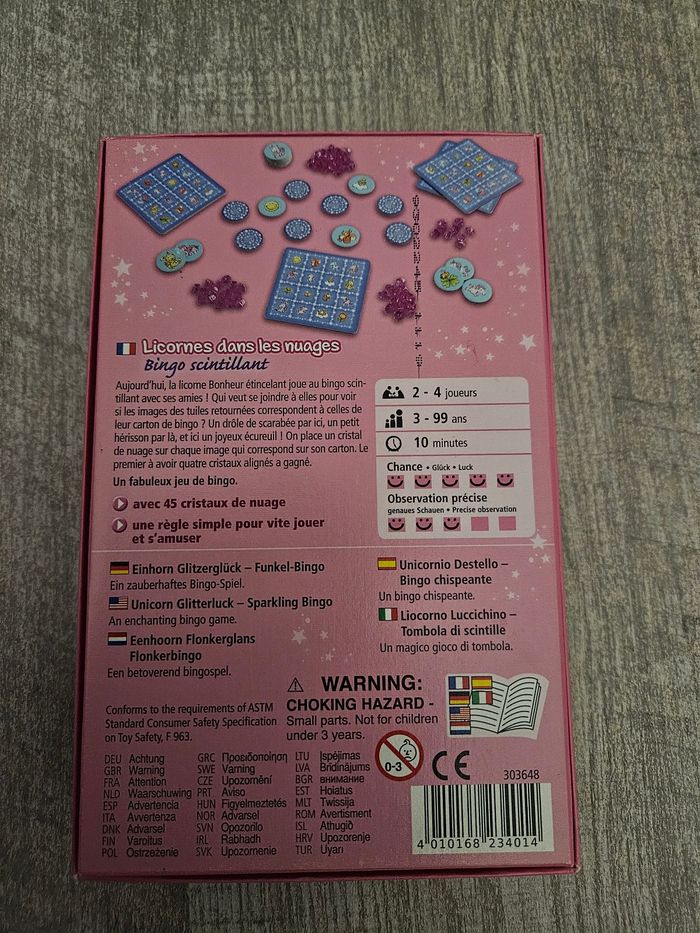 Licornes dans les nuages
Bingo scintillant
Aujourd'hui, la licorne Bonheur étincelant joue au bingo scin-
tillant avec ses amies ! Qui veut se joindre à elles pour voir
si les images des tuiles retournées correspondent à celles de
leur carton de bingo ? Un drôle de scarabée par ici, un petit
hérisson par là, et ici un joyeux écureuil ! On place un cristal
de nuage sur chaque image qui correspond sur son carton. Le
premier à avoir quatre cristaux alignés a gagné.
Un fabuleux jeu de bingo.
avec 45 cristaux de nuage
une règle simple pour vite jouer
et s'amuser
2 - 4 joueurs
3 - 99 ans
10 minutes
Chance • Glück • Luck
Observation précise
genaues Schauen • Precise observation
Einhorn Glitzerglück – Funkel-Bingo
Ein zauberhaftes Bingo-Spiel.
Unicorn Glitterluck – Sparkling Bingo
An enchanting bingo game.
Eenhoorn Flonkerglans
Flonkerbingo
Een betoverend bingospel.
Unicornio Destello –
Bingo chispeante
Un bingo chispeante.
Liocorno Luccichino –
Tombola di scintille
Un magico gioco di tombola.
Conforms to the requirements of ASTM
Standard Consumer Safety Specification
on Toy Safety, F 963.
WARNING:
CHOKING HAZARD -
Small parts. Not for children
under 3 years.
0-3
CE
303648
DEU Achtung
GBR Warning
FRA Attention
NLD Waarschuwing
ESP Advertencia
ITA Avvertenza
DNK Advarsel
FIN Varoitus
POL Ostrzeżenie
GRC Προειδοποίηση
SWE Varning
CZE Upozornění
PRT Aviso
HUN Figyelmeztetés
NOR Advarsel
SVN Opozorilo
IRL Rabhadh
SVK Upozornenie
LTU Įspėjimas
LVA Brīdinājums
BGR внимание
EST Hoiatus
MLT Twissija
ROM Avertisment
ISL Athugið
HRV Upozorenje
TUR Uyarı
4 010168 234014